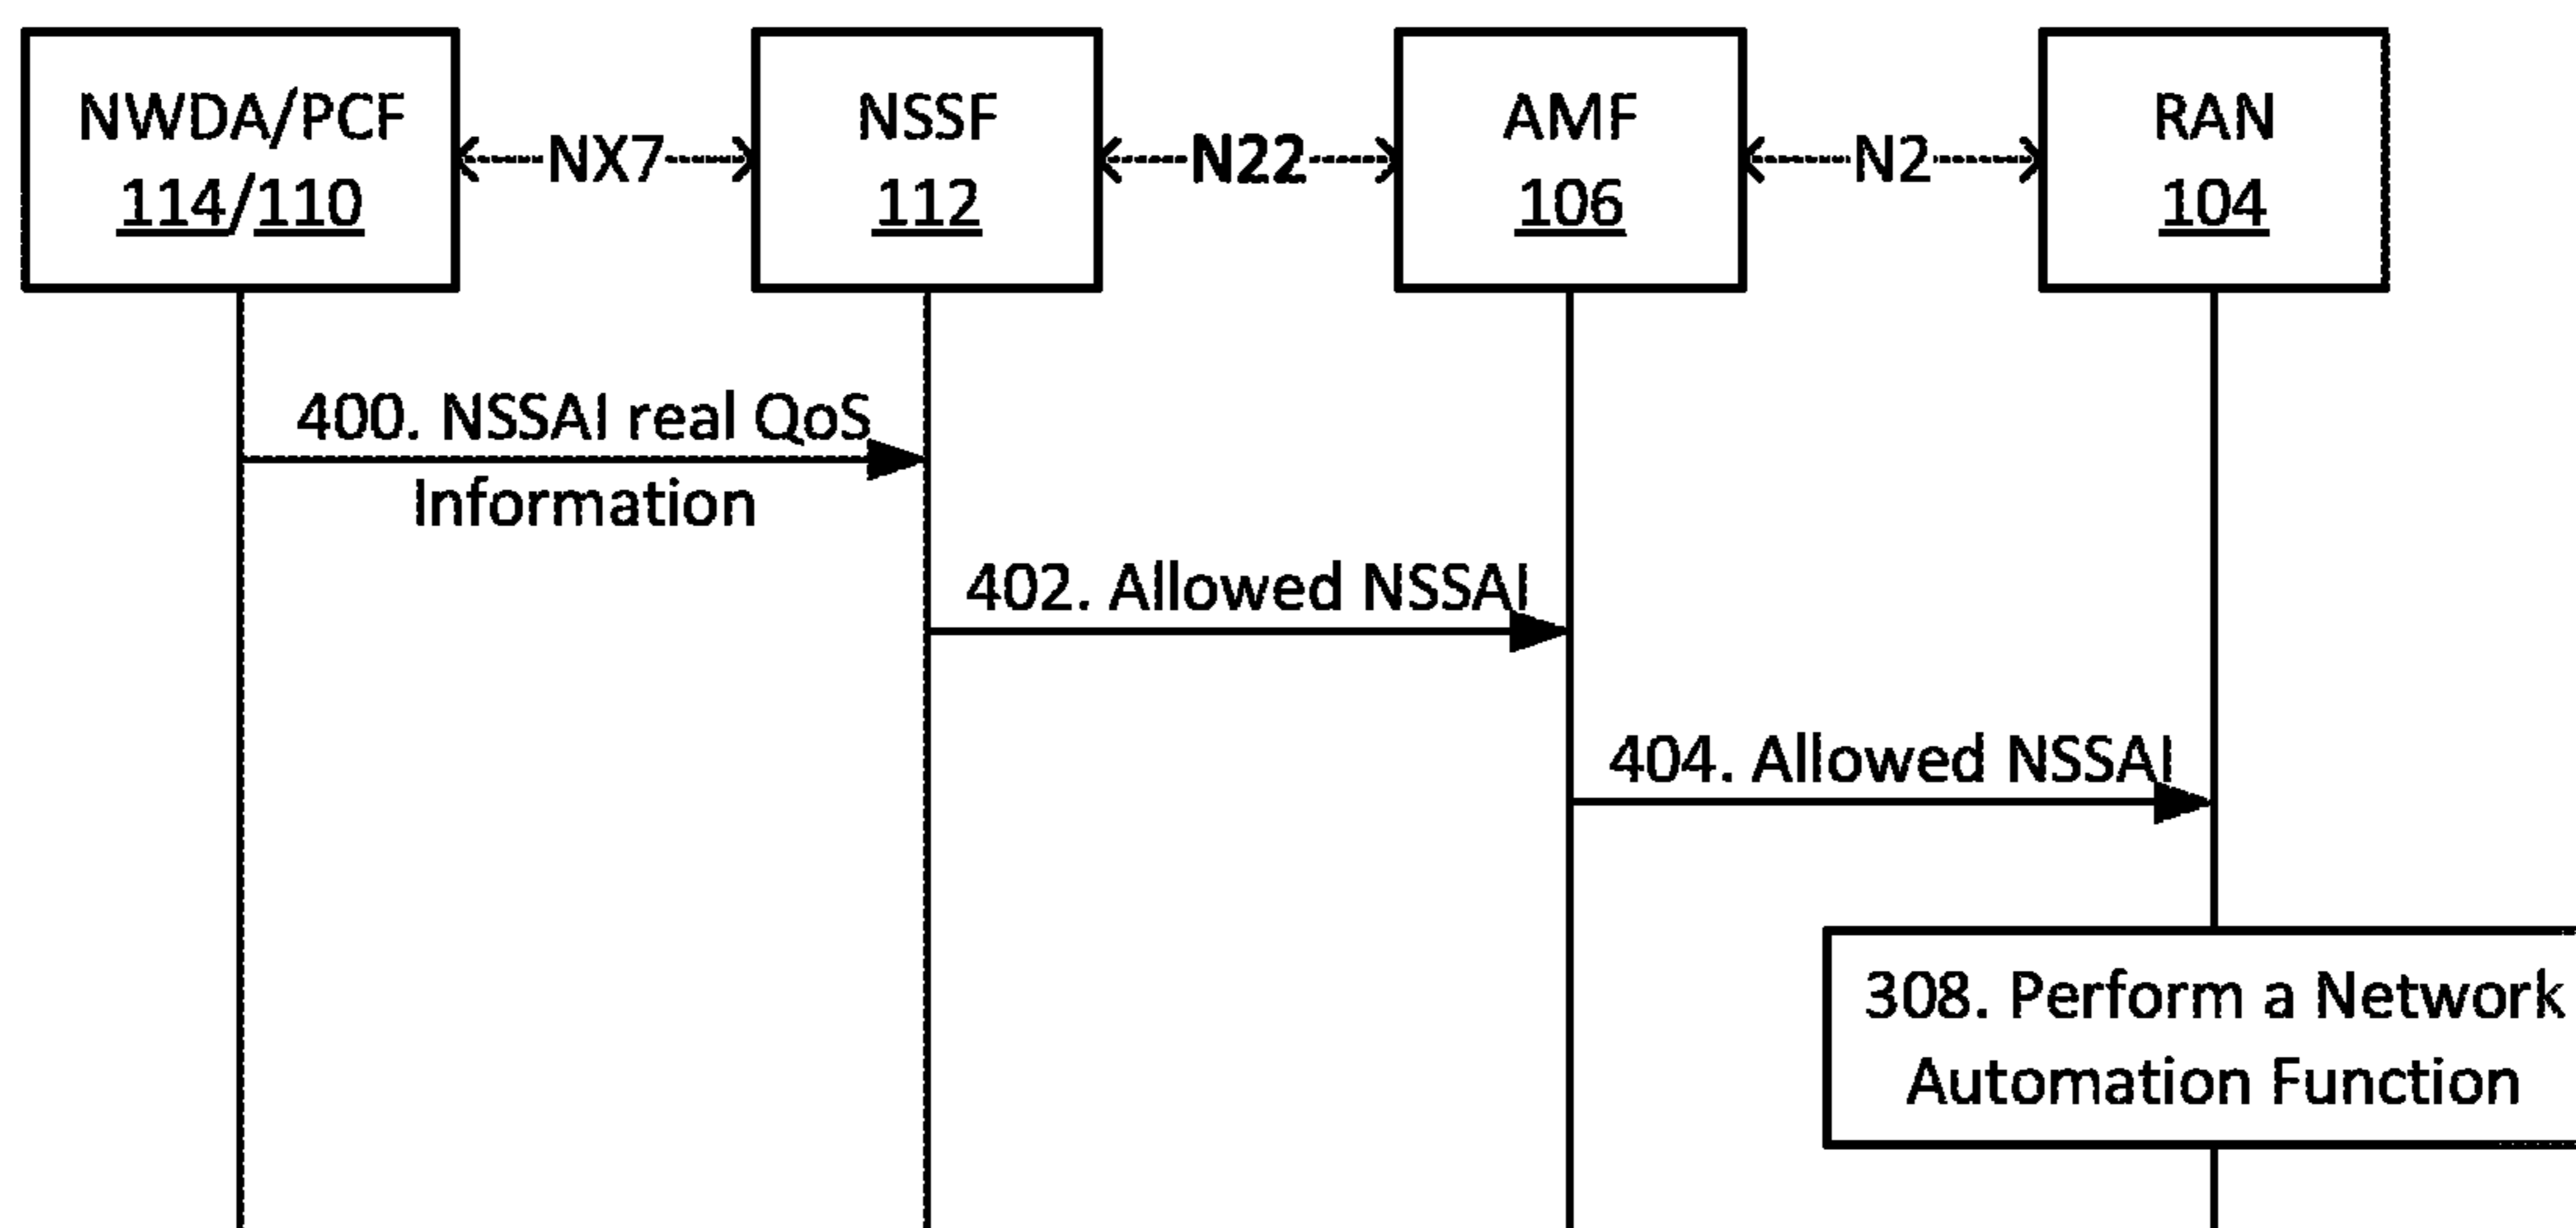 NWDA/PCF
114/110
NX7
NSSF
112
N22
AMF
106
N2
RAN
104
400. NSSAI real QoS
Information
402. Allowed NSSAI
404. Allowed NSSAI
308. Perform a Network
Automation Function